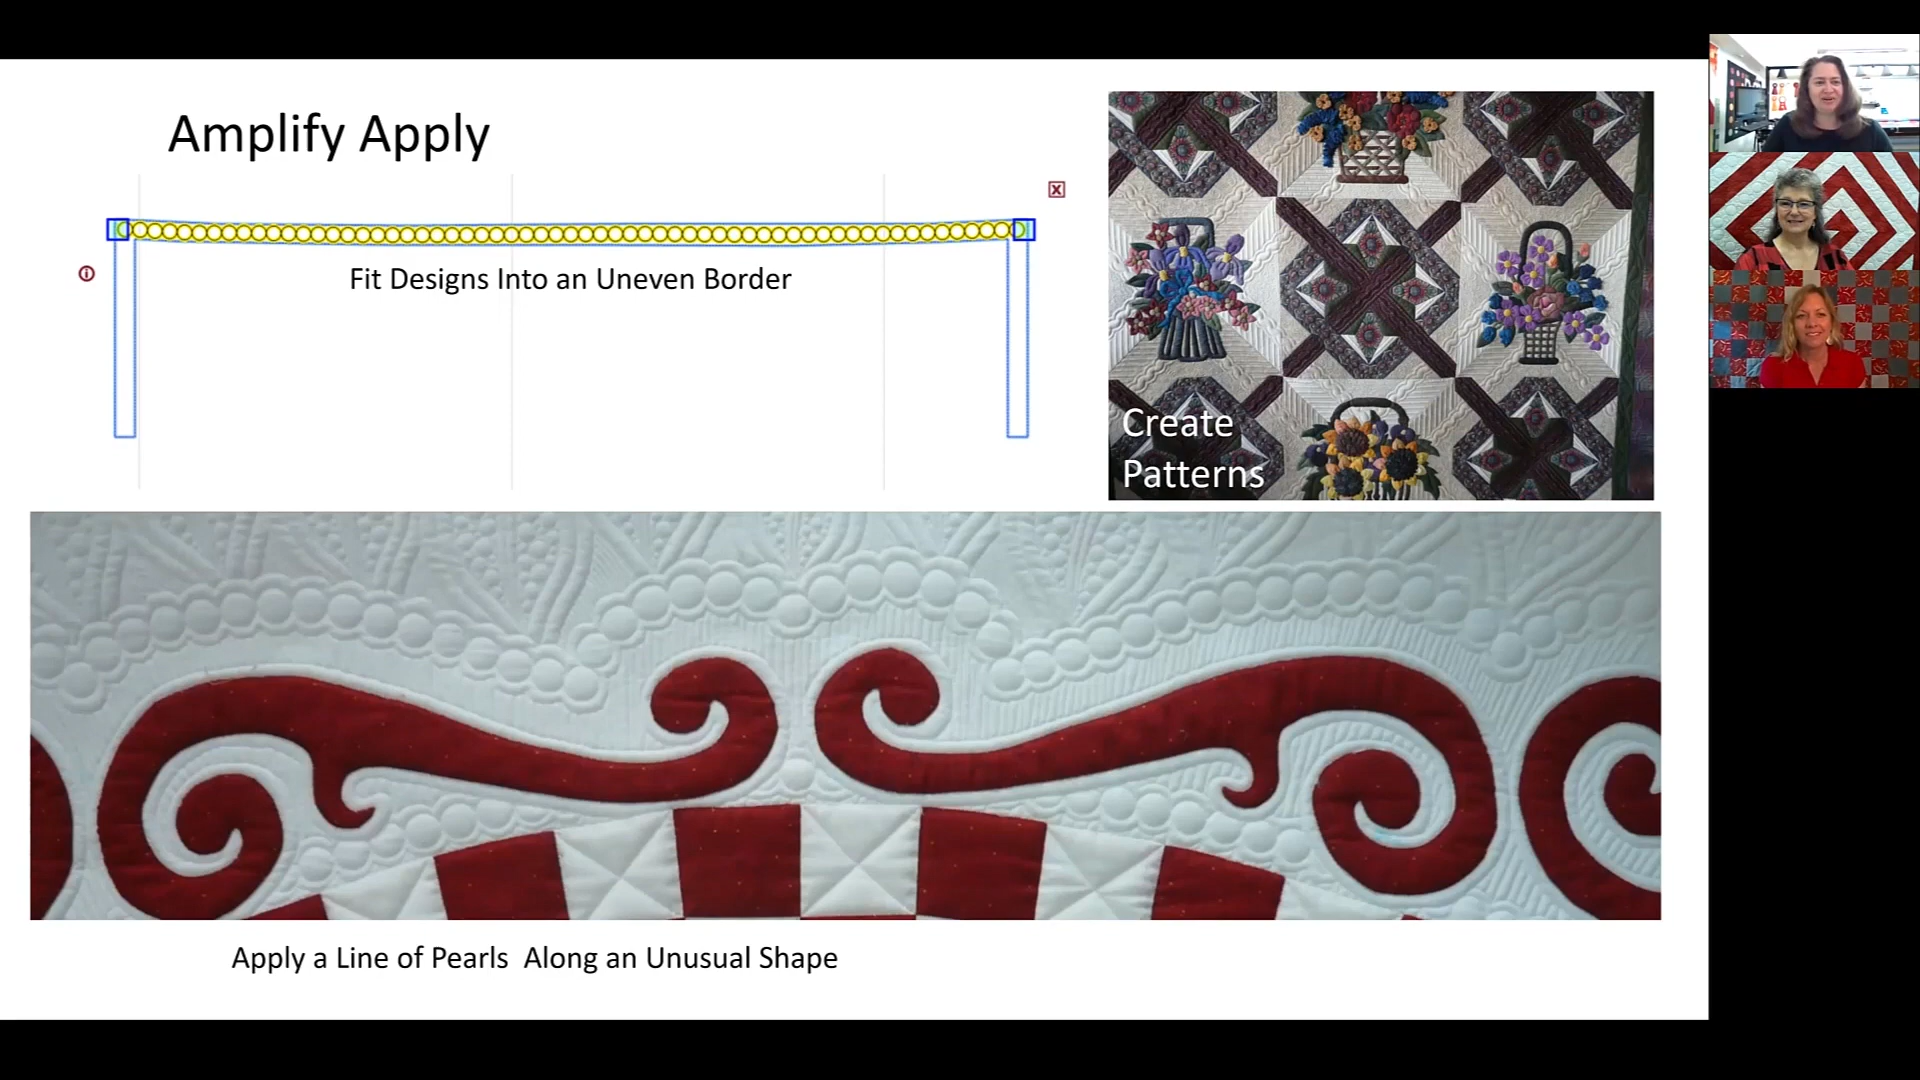 Amplify Apply
Fit Designs Into an Uneven Border
Create
Patterns
Apply a Line of Pearls  Along an Unusual Shape